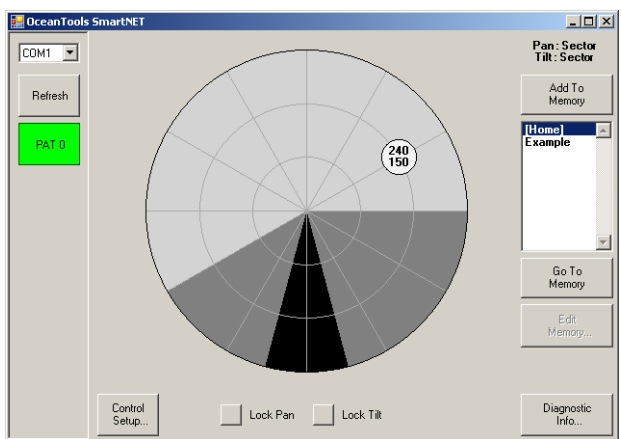 OceanTools SmartNET
COM1
Refresh
PAT 0
240
150
Control
Setup...
Lock Pan
Lock Tilt
Pan: Sector
Tilt: Sector
Add To
Memory
[Home]
Example
Go To
Memory
Edit
Memory...
Diagnostic
Info...